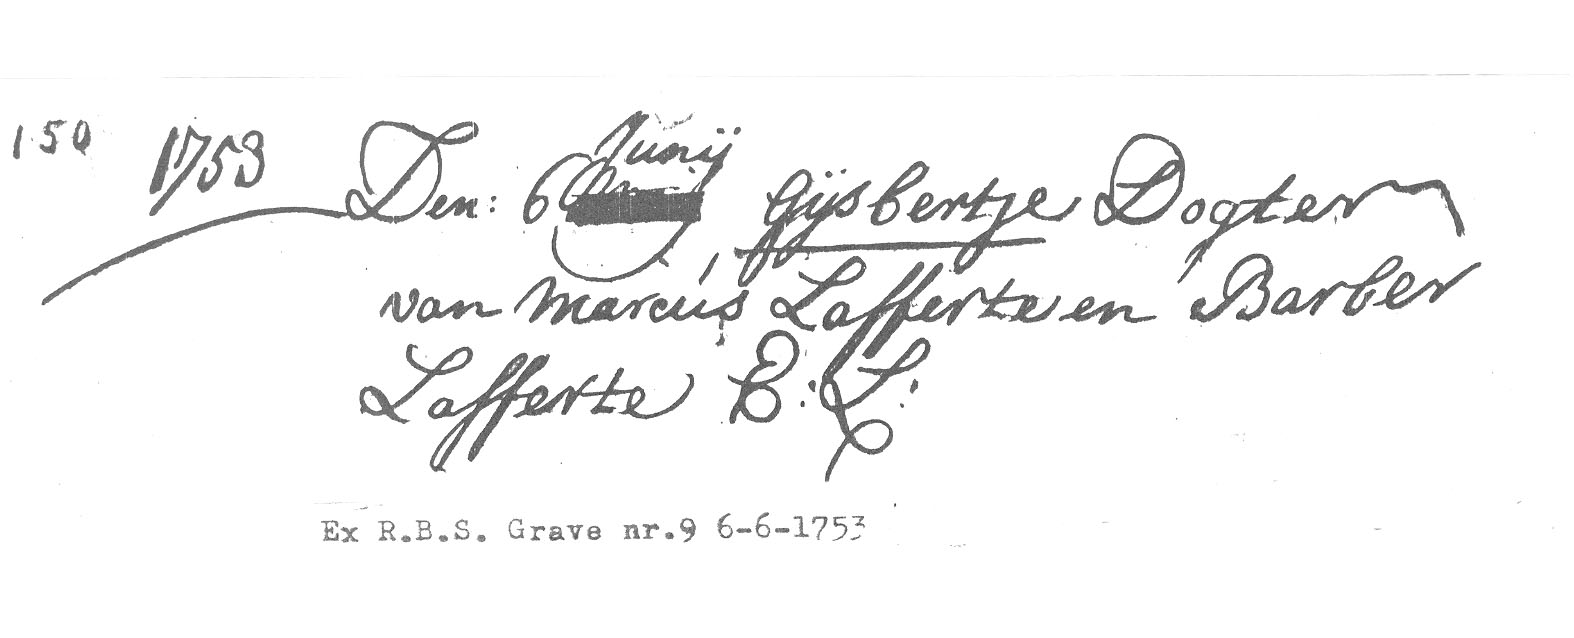 150 1753 Den: 6 Junij Gijsbertje Dogter
van Marcus Lafferte en Barber
Lafferte E: L:
Ex R.B.S. Grave nr.9 6-6-1753